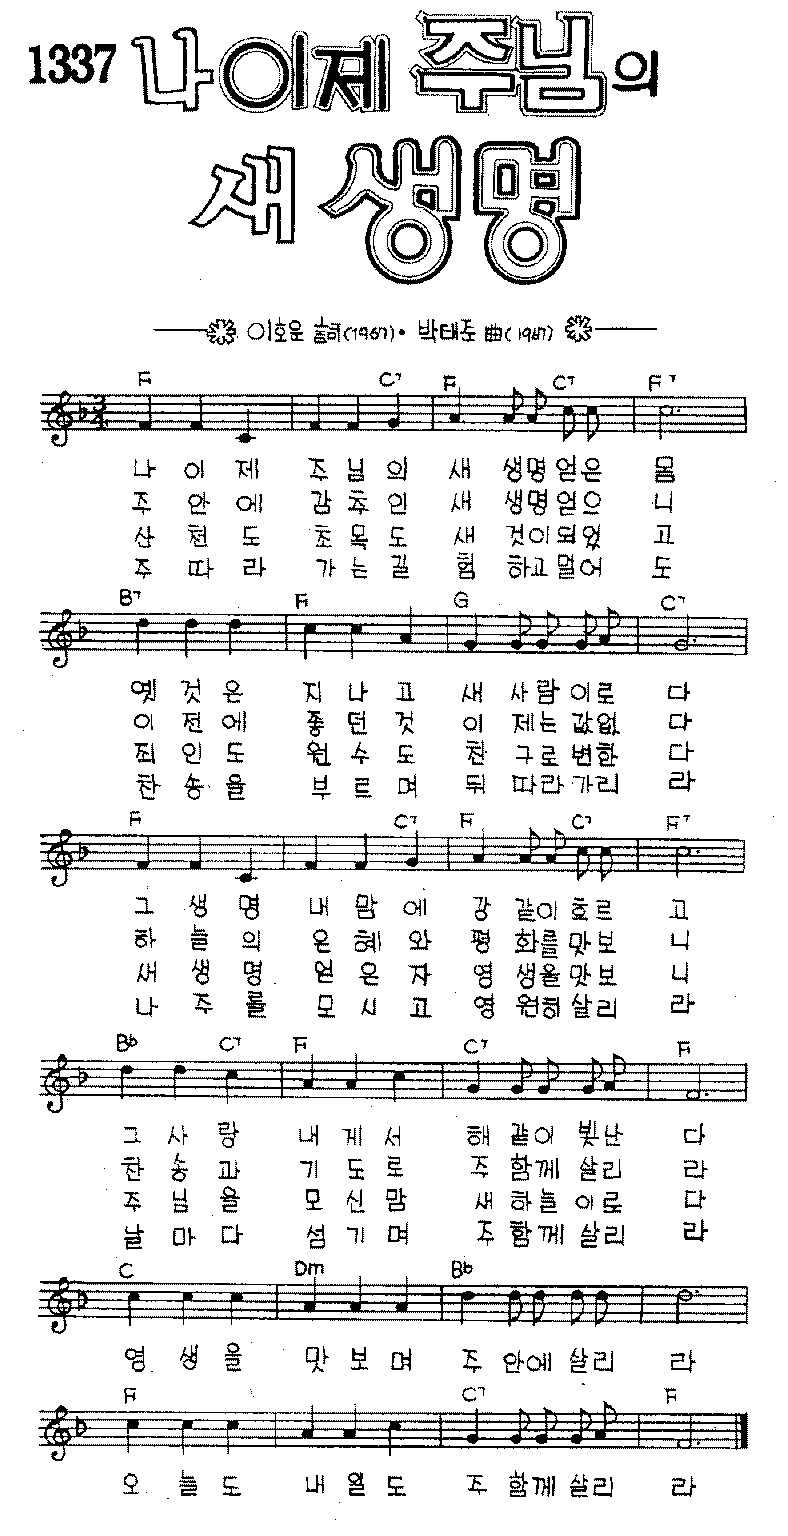 1337 나 이제 주님의
새 생명
이호운 詩(1967)• 박태준 曲(1967)
F C7 F C7 F7
나 이 제 주 님 의 새 생명 얻은 몸
주 안 에 감 추 인 새 생명 얻으 니
산 천 도 초 목 도 새 것이 되었 고
주 따 라 가 는 길 험 하고 멀어 도
B7 F G C7
옛 것 은 지 나 고 새 사람 이로 다
이 전 에 좋 던 것 이 제는 값없 다
죄 인 도 원 수 도 친 구로 변한 다
찬 송 을 부 르 며 뒤 따라 가리 라
F C7 F C7 F7
그 생 명 내 맘 에 강 같이 흐르 고
하 늘 의 은 혜 와 평 화를 맛보 니
새 생 명 얻 은 자 영 생을 맛보 니
나 주 를 모 시 고 영 원히 살리 라
Bb C7 F C7 F
그 사 랑 내 게 서 해 같이 빛난 다
찬 송 과 기 도 로 주 함께 살리 라
주 님 을 모 신 맘 새 하늘 이로 다
날 마 다 섬 기 며 주 함께 살리 라
C Dm Bb
영 생 을 맛 보 며 주 안에 살리 라
F C7 F
오 늘 도 내 일 도 주 함께 살리 라